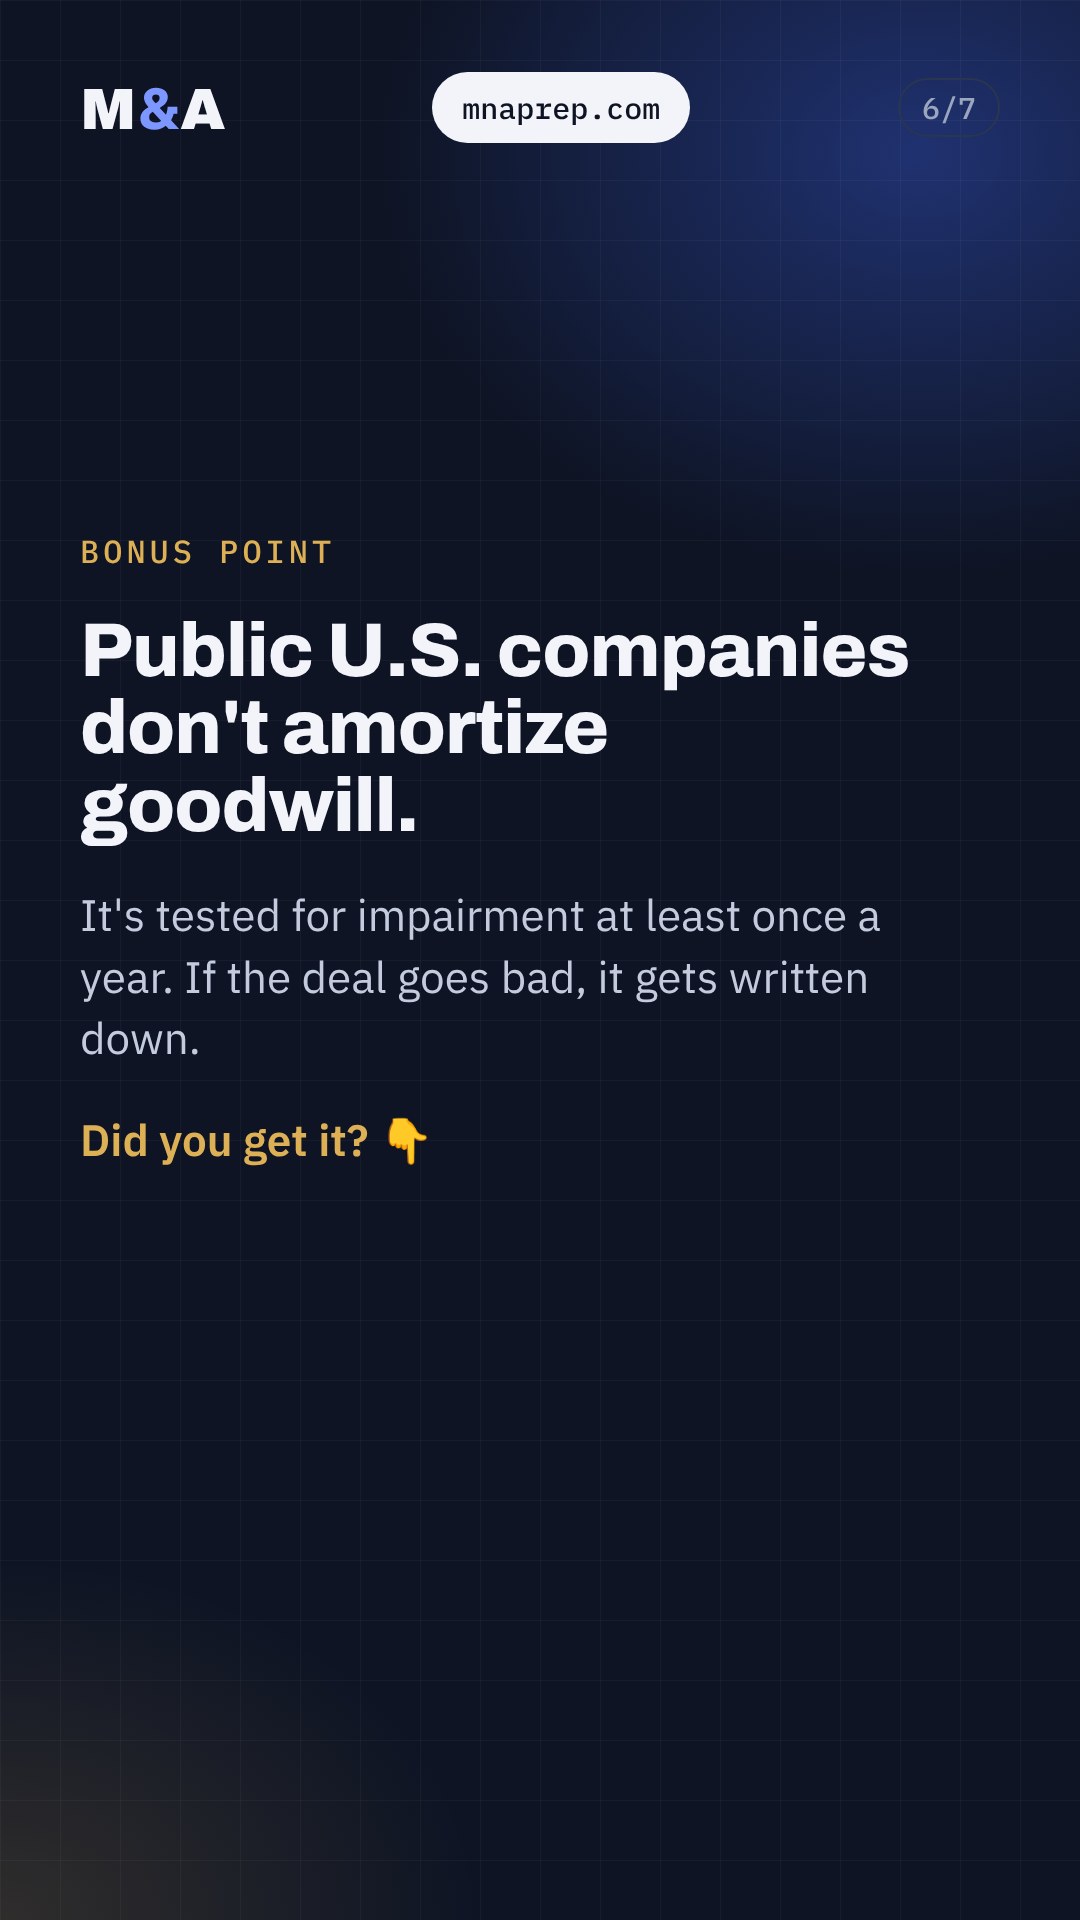 M&A
mnaprep.com
6/7
BONUS POINT
Public U.S. companies
don't amortize
goodwill.
It's tested for impairment at least once a
year. If the deal goes bad, it gets written
down.
Did you get it? 👇